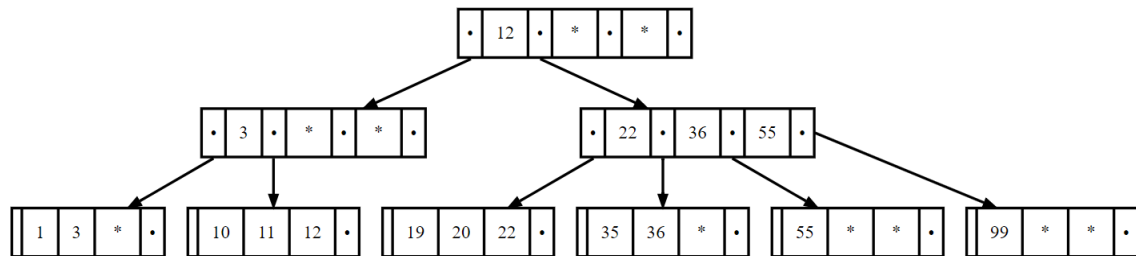 • 12 • * • * •
• 3 • * • * • • 22 • 36 • 55 •
1 3 * • 10 11 12 • 19 20 22 • 35 36 * • 55 * * • 99 * * •